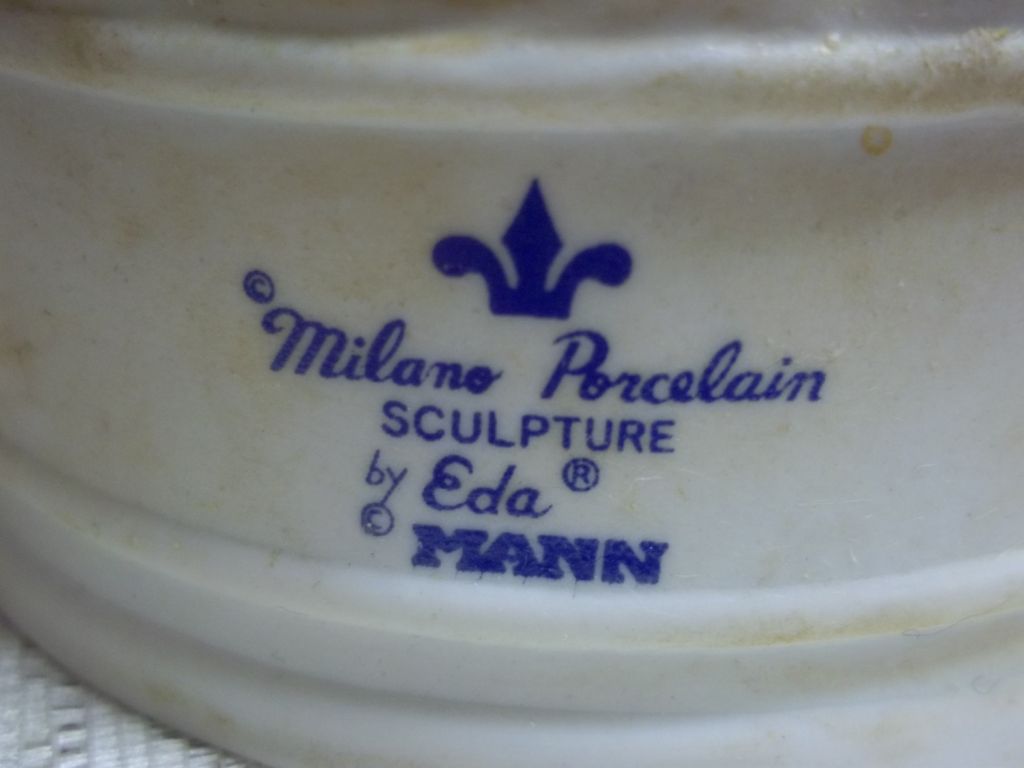 © Milano Porcelain
SCULPTURE
by Eda ®
© MANN